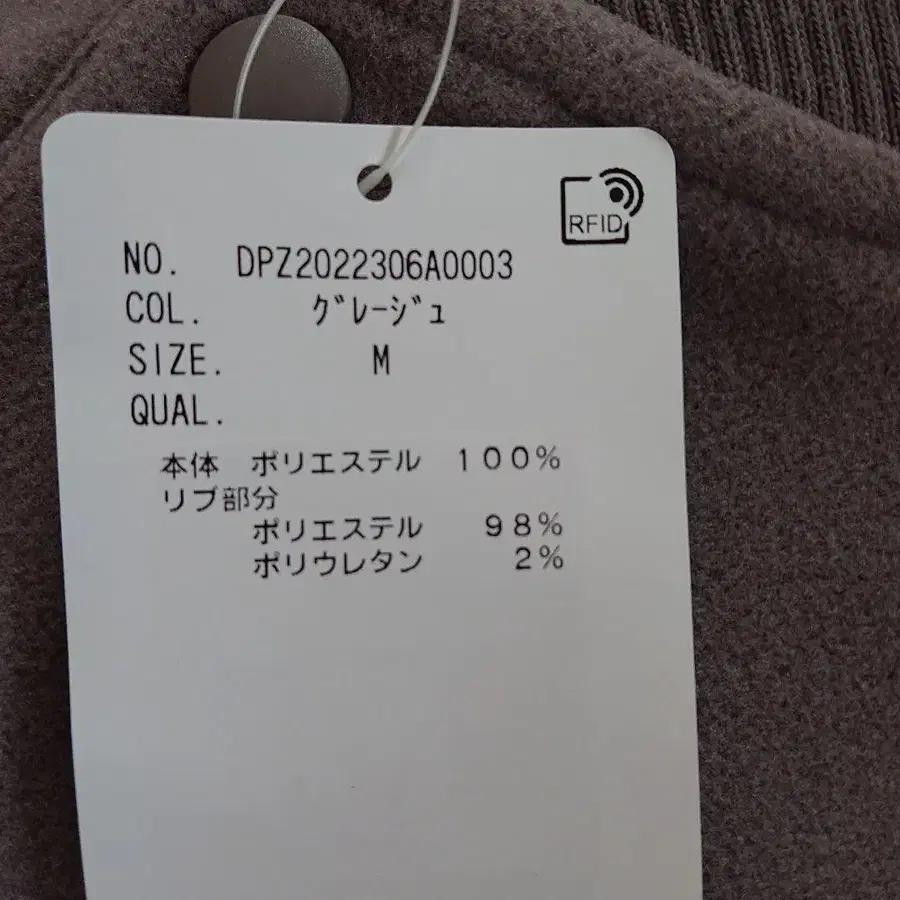 RFID
NO. DPZ2022306A0003
COL. グレージュ
SIZE. M
QUAL.
本体 ポリエステル 100%
リブ部分
ポリエステル 98%
ポリウレタン 2%